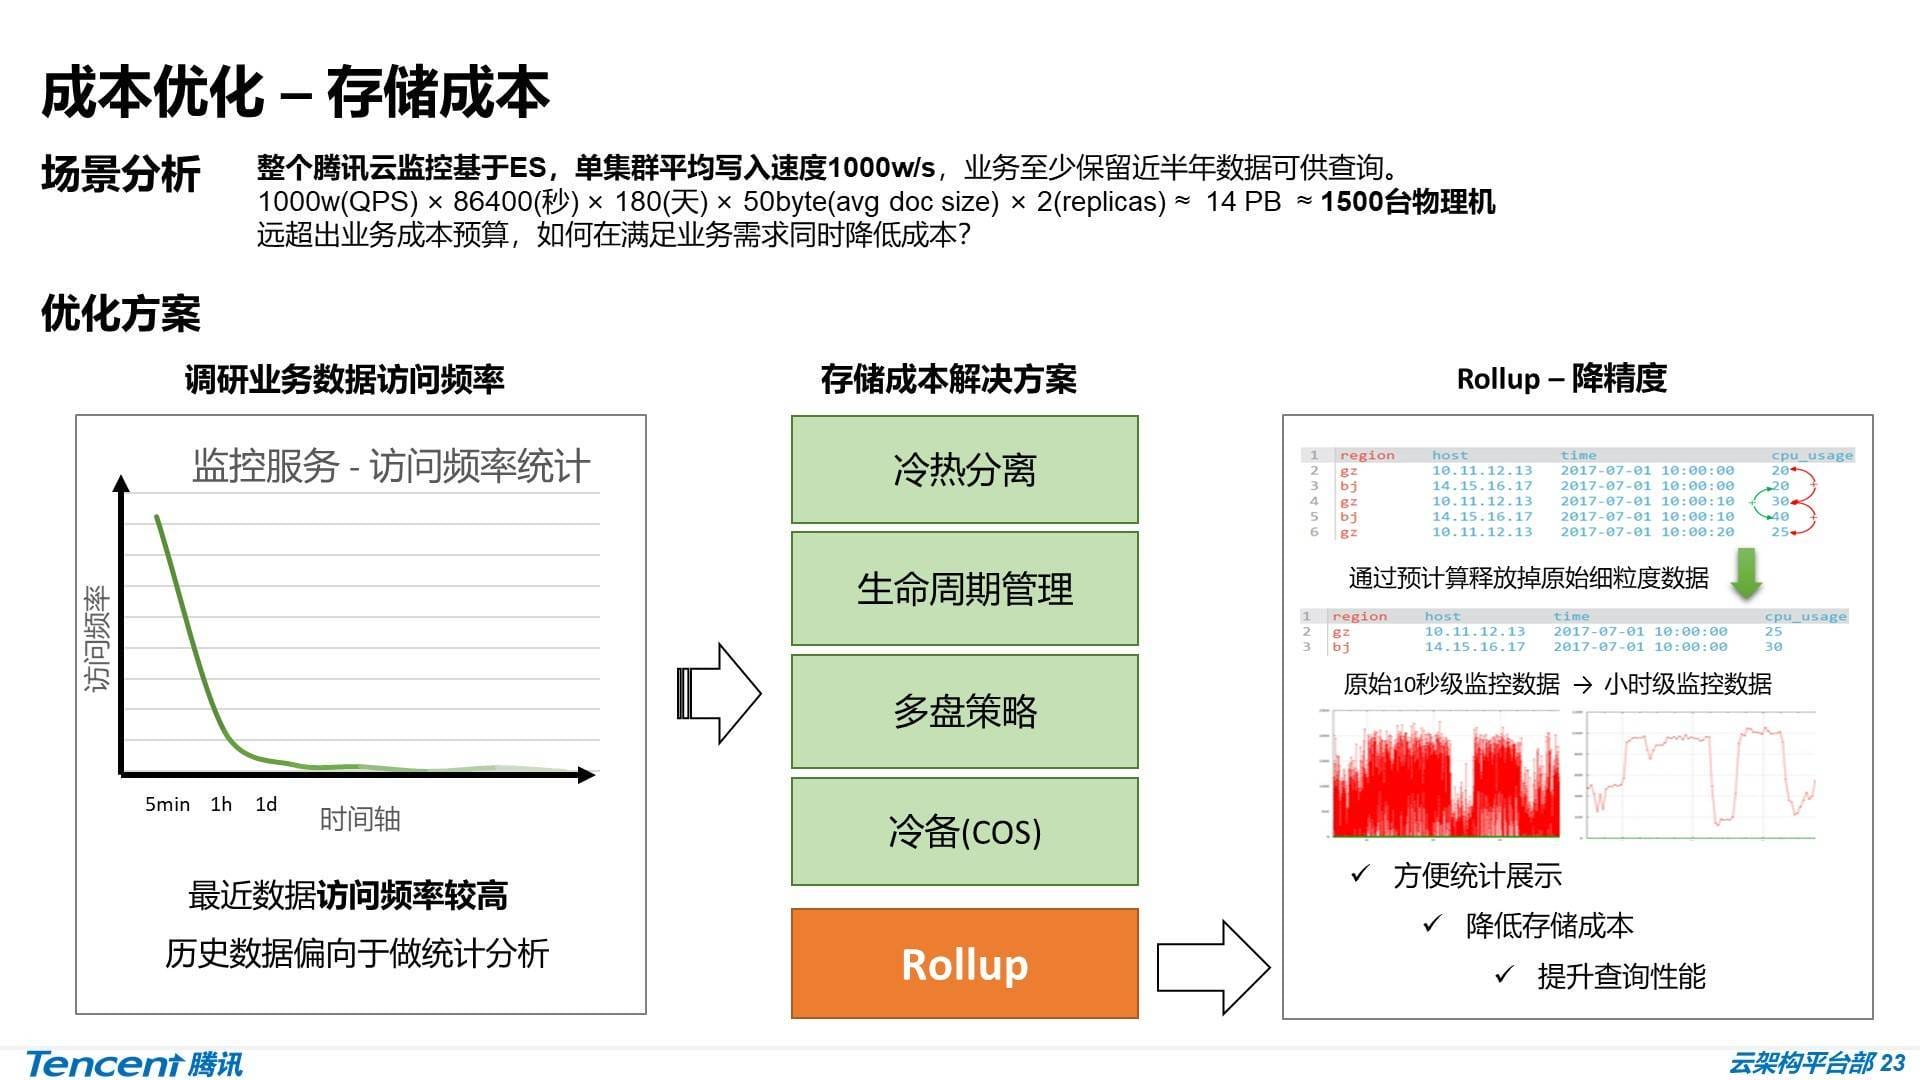 成本优化 – 存储成本
场景分析
整个腾讯云监控基于ES，单集群平均写入速度1000w/s，业务至少保留近半年数据可供查询。
1000w(QPS) × 86400(秒) × 180(天) × 50byte(avg doc size) × 2(replicas) ≈ 14 PB ≈ 1500台物理机
远超出业务成本预算，如何在满足业务需求同时降低成本？
优化方案
调研业务数据访问频率
监控服务 - 访问频率统计
访问频率
5min 1h 1d
时间轴
最近数据访问频率较高
历史数据偏向于做统计分析
存储成本解决方案
冷热分离
生命周期管理
多盘策略
冷备(COS)
Rollup
Rollup – 降精度
1 region host time cpu_usage
2 gz 10.11.12.13 2017-07-01 10:00:00 20
3 bj 14.15.16.17 2017-07-01 10:00:00 20
4 gz 10.11.12.13 2017-07-01 10:00:10 30
5 bj 14.15.16.17 2017-07-01 10:00:10 40
6 gz 10.11.12.13 2017-07-01 10:00:20 25
通过预计算释放掉原始细粒度数据
1 region host time cpu_usage
2 gz 10.11.12.13 2017-07-01 10:00:00 25
3 bj 14.15.16.17 2017-07-01 10:00:00 30
原始10秒级监控数据 → 小时级监控数据
✓ 方便统计展示
✓ 降低存储成本
✓ 提升查询性能
Tencent 腾讯
云架构平台部 23